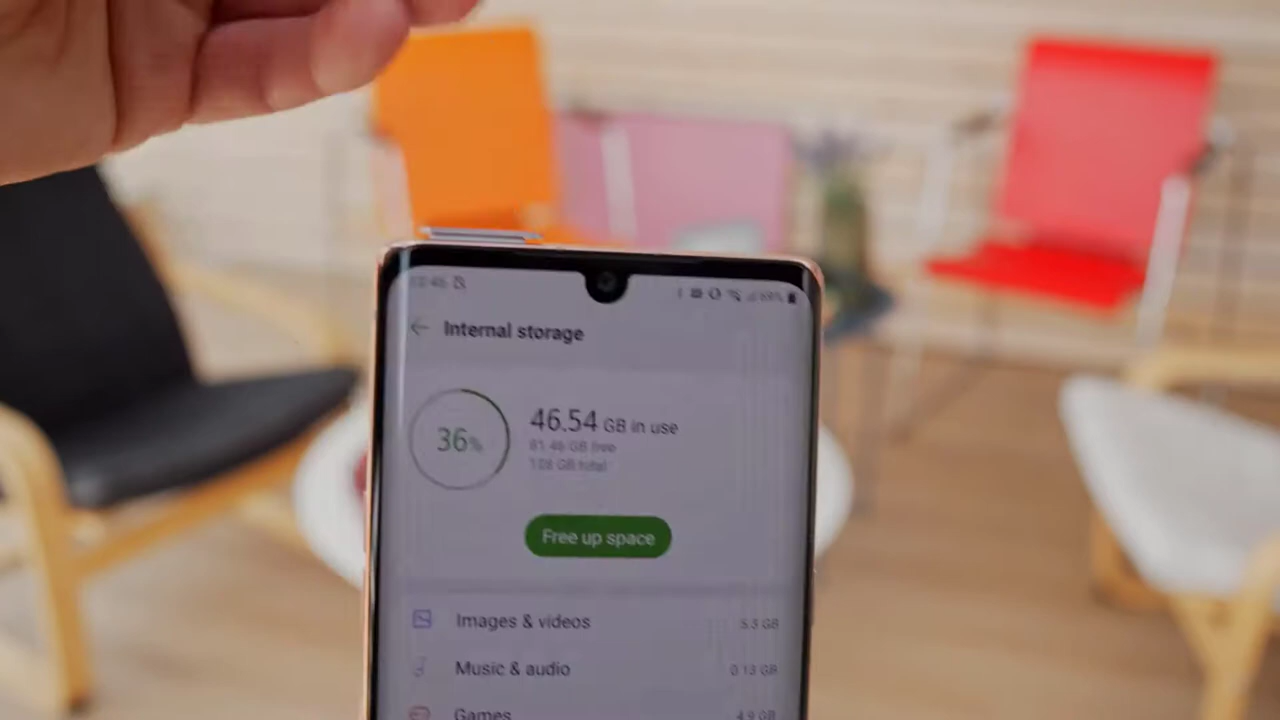 Internal storage
36%
46.54 GB in use
81.46 GB free
128 GB total
Free up space
Images & videos 5.3 GB
Music & audio 0.13 GB
Games 4.9 GB